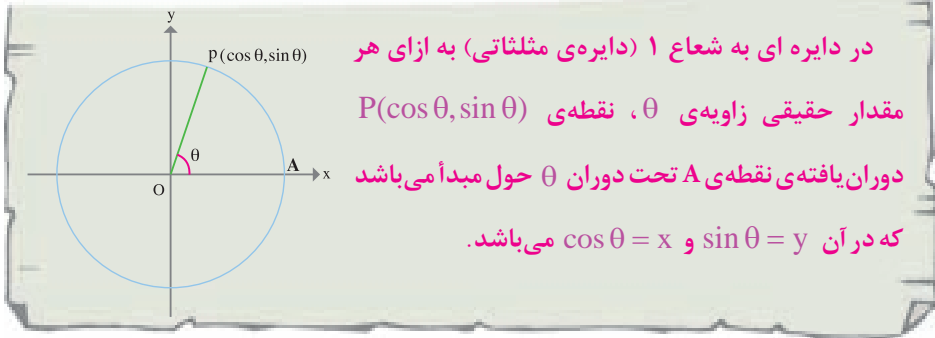 y
p(cos θ,sin θ)
θ
A
x
O
در دایره ای به شعاع ۱ (دایره‌ی مثلثاتی) به ازای هر
مقدار حقیقی زاویه‌ی θ، نقطه‌ی P(cos θ,sin θ)
دوران‌یافته‌ی نقطه‌ی A تحت دوران θ حول مبدأ می‌باشد
که در آن sin θ = y و cos θ = x می‌باشد.